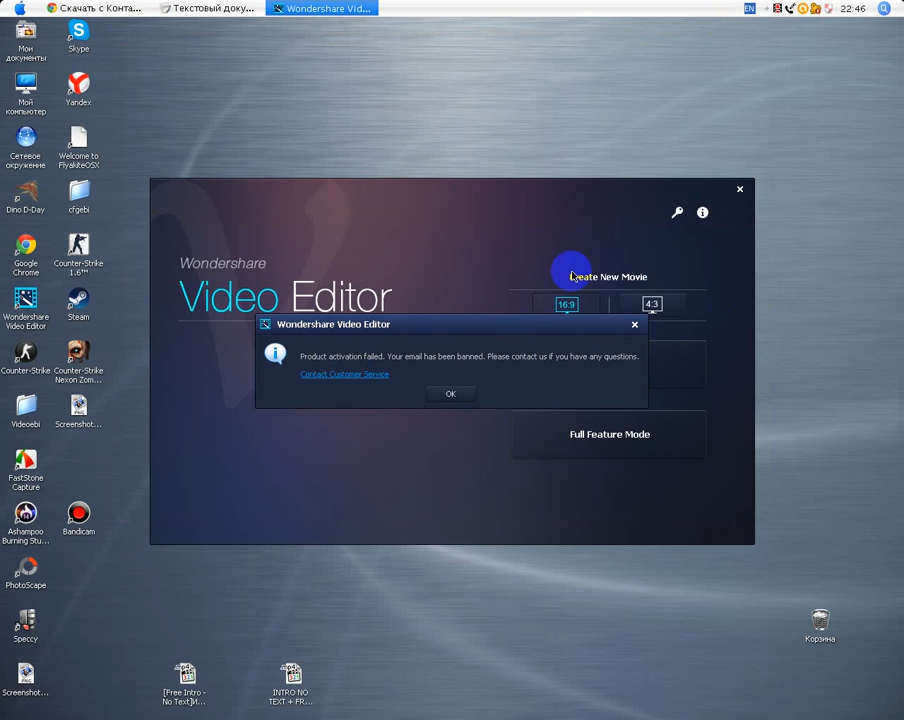 Скачать с Конта...
Текстовый доку...
Wondershare Vid...
EN
22:46
Мои документы
Skype
Мой компьютер
Yandex
Сетевое окружение
Welcome to FlyakiteOSX
Dino D-Day
cfgebi
Google Chrome
Counter-Strike 1.6™
Wondershare Video Editor
Steam
Counter-Strike
Counter-Strike Nexon Zom...
Videoebi
Screenshot...
FastStone Capture
Ashampoo Burning Stu...
Bandicam
PhotoScape
Speccy
Screenshot...
[Free Intro - No Text]И...
INTRO NO TEXT + FR...
Корзина
Wondershare
Video Editor
Create New Movie
16:9
4:3
Wondershare Video Editor
Product activation failed. Your email has been banned. Please contact us if you have any questions.
Contact Customer Service
OK
Full Feature Mode